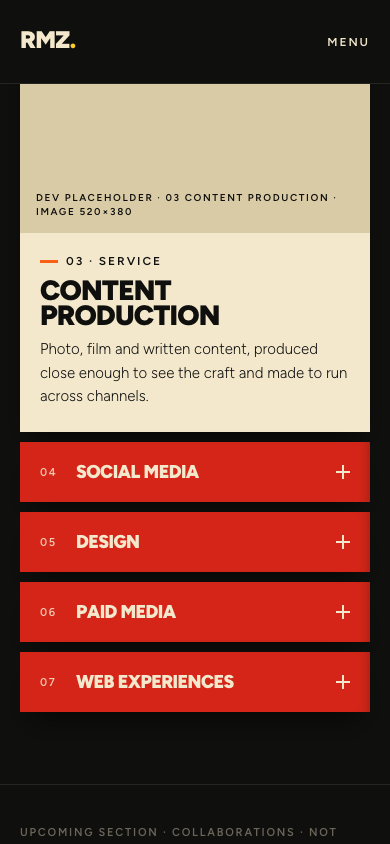 RMZ.
MENU
DEV PLACEHOLDER · 03 CONTENT PRODUCTION ·
IMAGE 520×380
03 · SERVICE
CONTENT
PRODUCTION
Photo, film and written content, produced
close enough to see the craft and made to run
across channels.
04 SOCIAL MEDIA +
05 DESIGN +
06 PAID MEDIA +
07 WEB EXPERIENCES +
UPCOMING SECTION · COLLABORATIONS · NOT